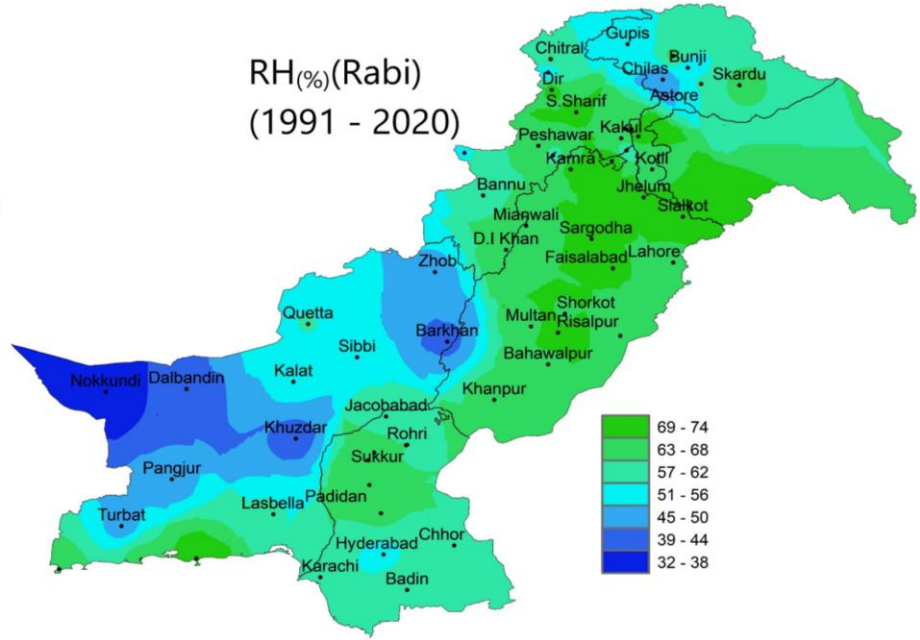 RH(%)(Rabi)
(1991 - 2020)
Gupis
Chitral
Bunji
Chilas
Skardu
Dir
Astore
S.Sharif
Peshawar
Kakul
Kamra
Kotli
Bannu
Jhelum
Mianwali
Sialkot
D.I Khan
Sargodha
Lahore
Faisalabad
Zhob
Shorkot
Quetta
Multan
Risalpur
Barkhan
Sibbi
Bahawalpur
Kalat
Nokkundi
Dalbandin
Khanpur
Jacobabad
Khuzdar
Rohri
Sukkur
Pangjur
Padidan
Lasbella
Turbat
Chhor
Hyderabad
Karachi
Badin
69 - 74
63 - 68
57 - 62
51 - 56
45 - 50
39 - 44
32 - 38